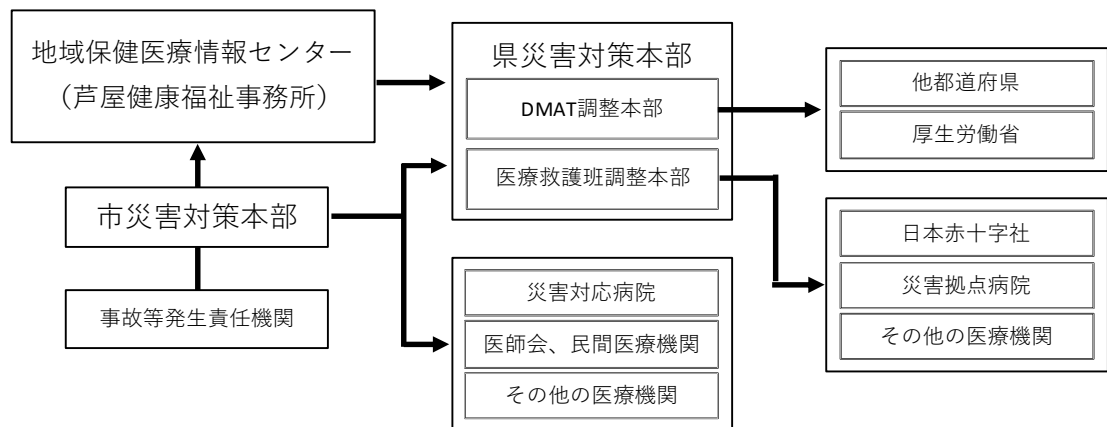 地域保健医療情報センター
（芦屋健康福祉事務所）
市災害対策本部
事故等発生責任機関
県災害対策本部
DMAT調整本部
医療救護班調整本部
災害対応病院
医師会、民間医療機関
その他の医療機関
他都道府県
厚生労働省
日本赤十字社
災害拠点病院
その他の医療機関